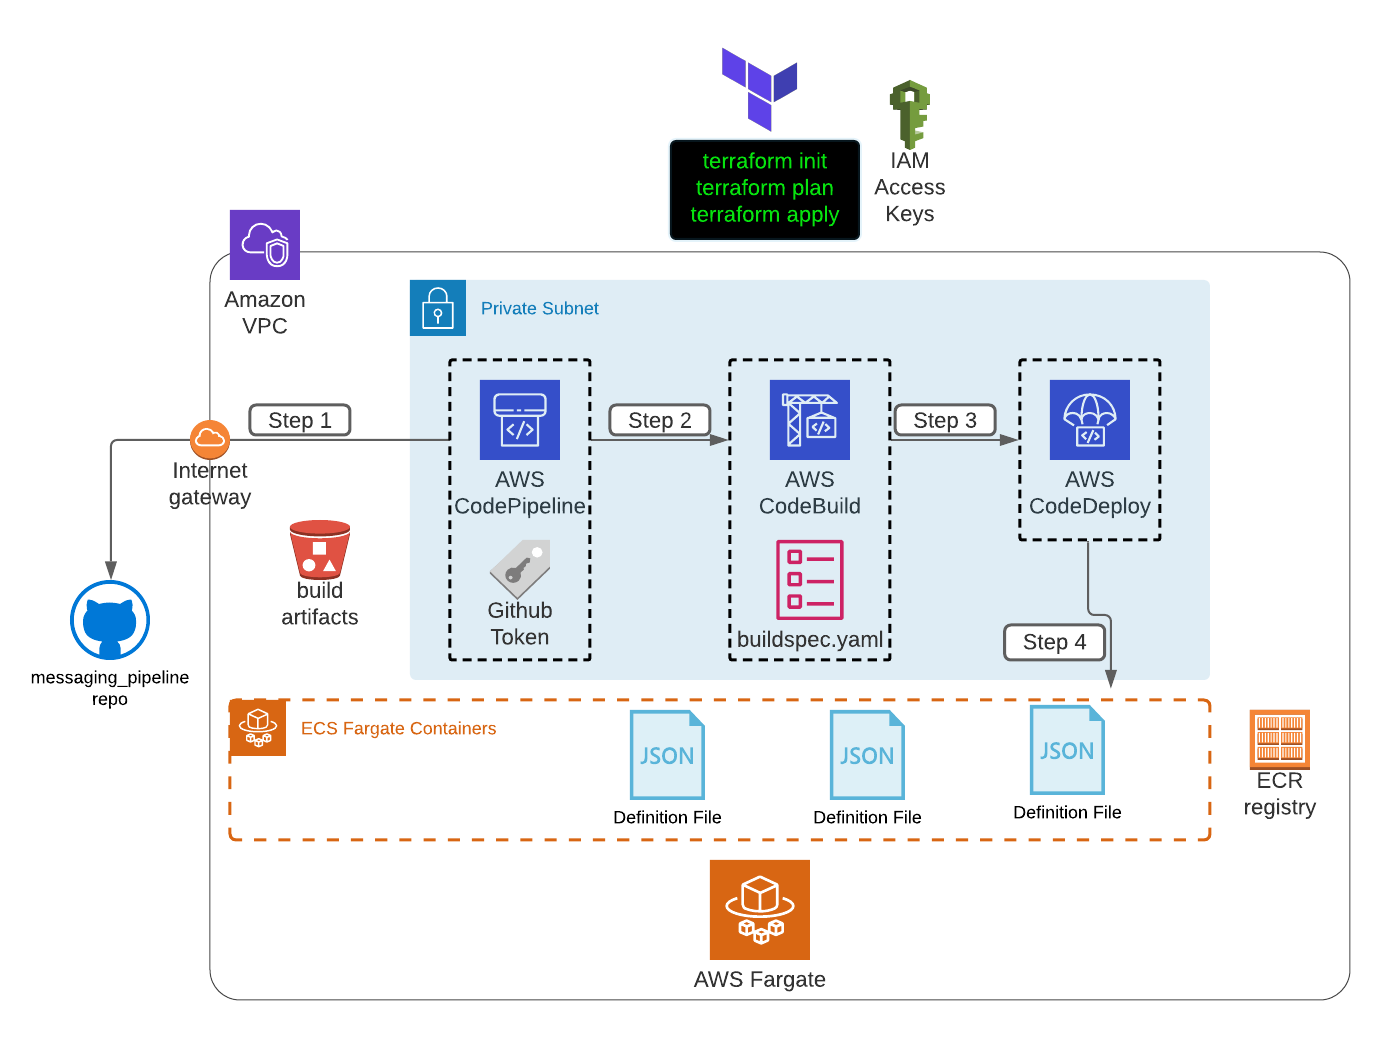 terraform init
terraform plan
terraform apply
IAM
Access
Keys
Amazon
VPC
Private Subnet
Step 1
Step 2
Step 3
Internet
gateway
AWS
CodePipeline
AWS
CodeBuild
AWS
CodeDeploy
build
artifacts
Github
Token
buildspec.yaml
Step 4
messaging_pipeline
repo
ECS Fargate Containers
JSON
Definition File
JSON
Definition File
JSON
Definition File
ECR
registry
AWS Fargate